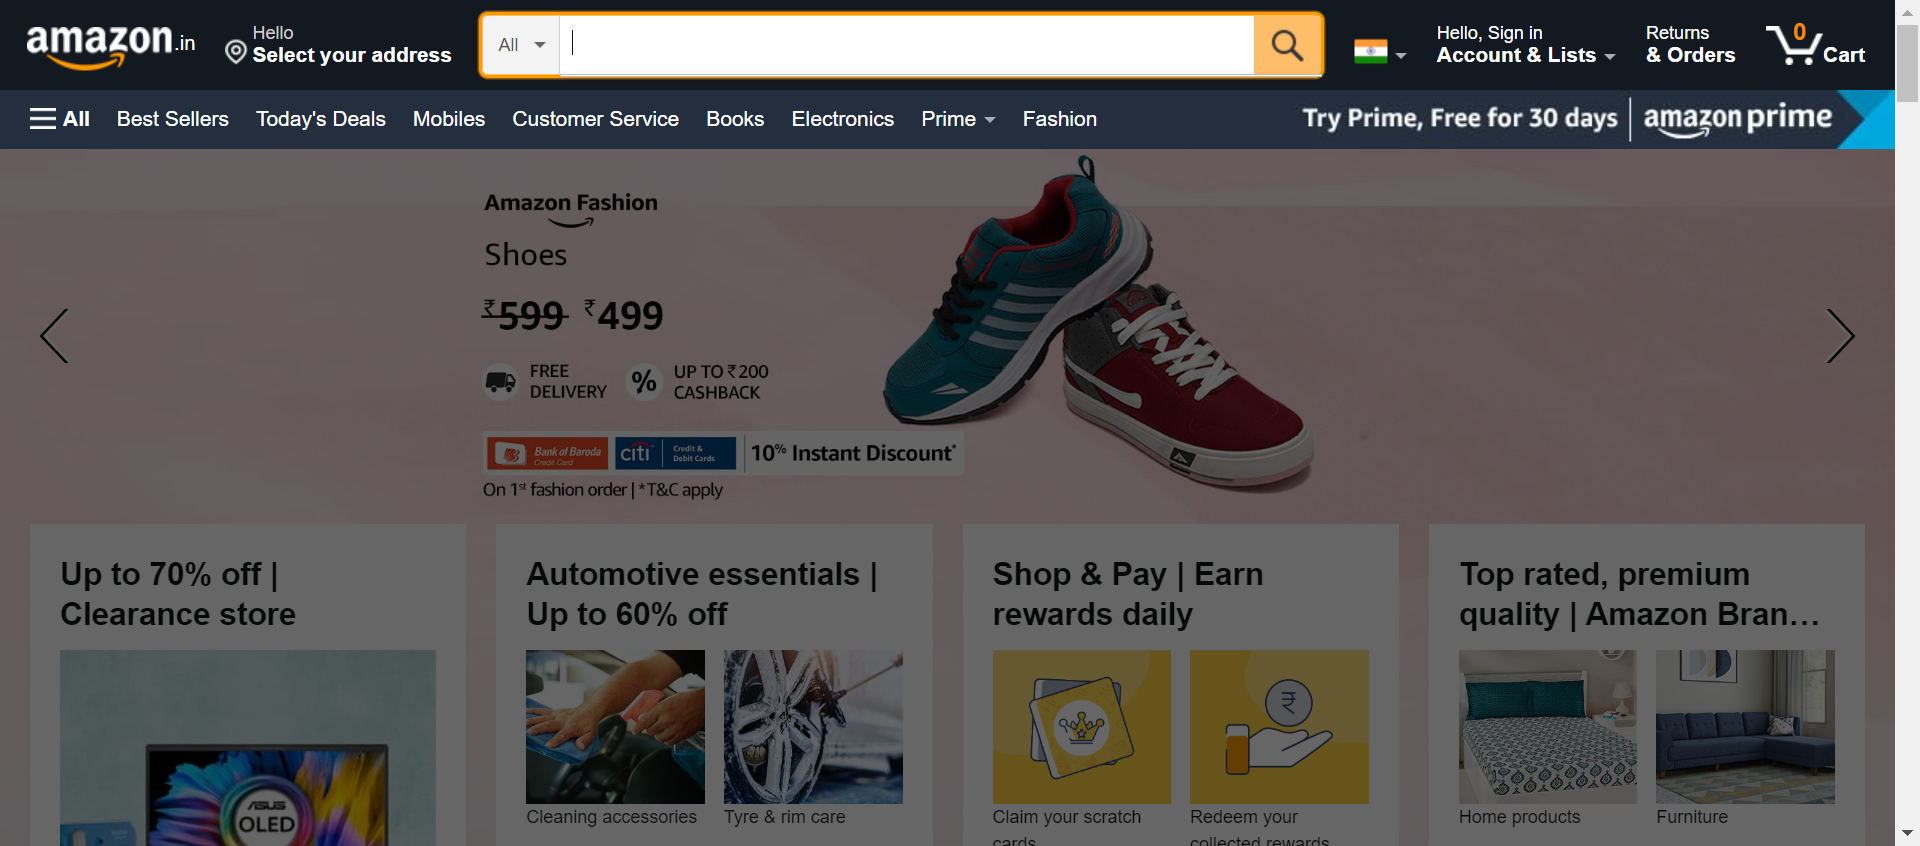 amazon.in
Hello
Select your address
All
Hello, Sign in
Account & Lists
Returns
& Orders
0
Cart
All
Best Sellers
Today's Deals
Mobiles
Customer Service
Books
Electronics
Prime
Fashion
Try Prime, Free for 30 days
amazon prime
Amazon Fashion
Shoes
₹599 ₹499
FREE
DELIVERY
%
UP TO ₹200
CASHBACK
Bank of Baroda
Credit Card
citi
Credit &
Debit Cards
10% Instant Discount*
On 1st fashion order | *T&C apply
Up to 70% off |
Clearance store
ASUS
OLED
Automotive essentials |
Up to 60% off
Cleaning accessories
Tyre & rim care
Shop & Pay | Earn
rewards daily
₹
Claim your scratch
cards
Redeem your
collected rewards
Top rated, premium
quality | Amazon Bran…
Home products
Furniture